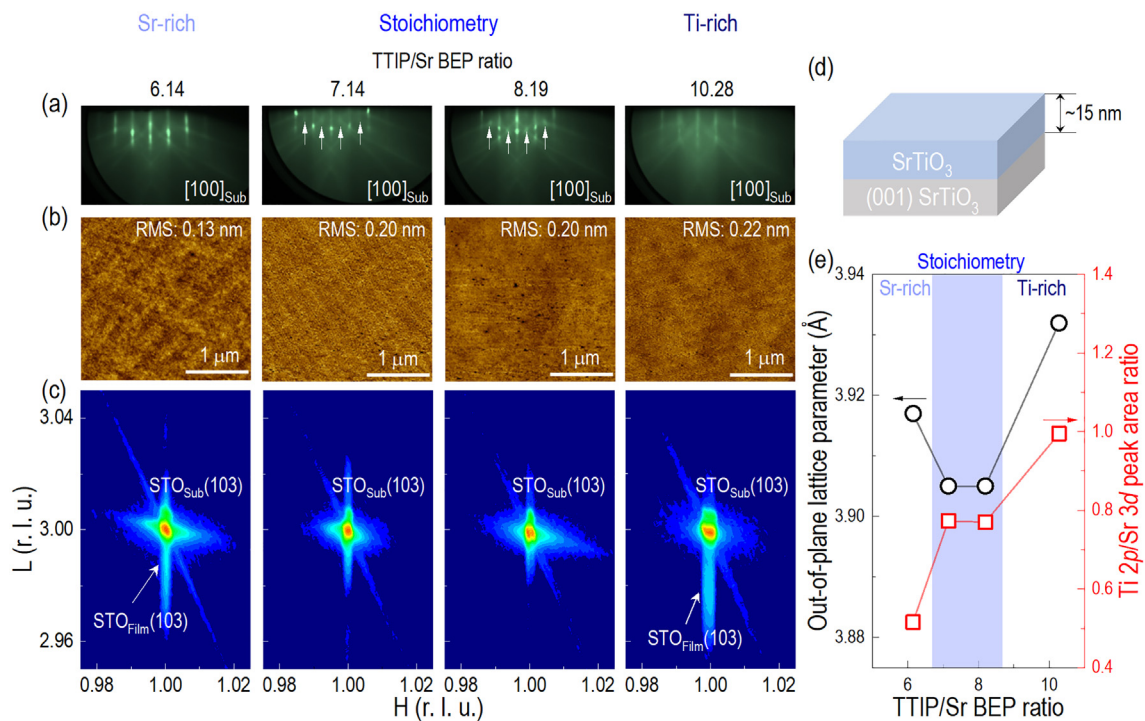 Sr-rich
Stoichiometry
Ti-rich
TTIP/Sr BEP ratio
6.14
7.14
8.19
10.28
(a)
[100]Sub
[100]Sub
[100]Sub
[100]Sub
(b)
RMS: 0.13 nm
RMS: 0.20 nm
RMS: 0.20 nm
RMS: 0.22 nm
1 μm
1 μm
1 μm
1 μm
(c)
3.04
3.00
2.96
L (r. l. u.)
STOSub(103)
STOSub(103)
STOSub(103)
STOSub(103)
STOFilm(103)
STOFilm(103)
0.98 1.00 1.02
0.98 1.00 1.02
0.98 1.00 1.02
0.98 1.00 1.02
H (r. l. u.)
(d)
~15 nm
SrTiO3
(001) SrTiO3
(e)
Stoichiometry
Sr-rich
Ti-rich
3.94
3.92
3.90
3.88
Out-of-plane lattice parameter (Å)
1.4
1.2
1.0
0.8
0.6
0.4
Ti 2p/Sr 3d peak area ratio
6 8 10
TTIP/Sr BEP ratio